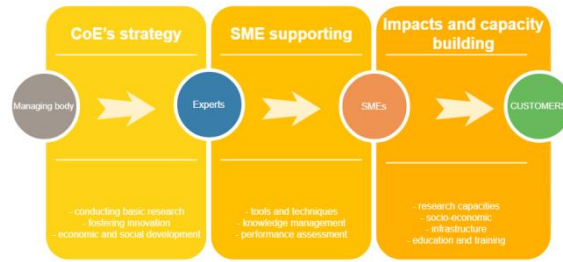 CoE's strategy
SME supporting
Impacts and capacity
building
Managing body
Experts
SMEs
CUSTOMERS
- conducting basic research
- fostering innovation
- economic and social development
- tools and techniques
- knowledge management
- performance assessment
- research capacities
- socio-economic
- infrastructure
- education and training